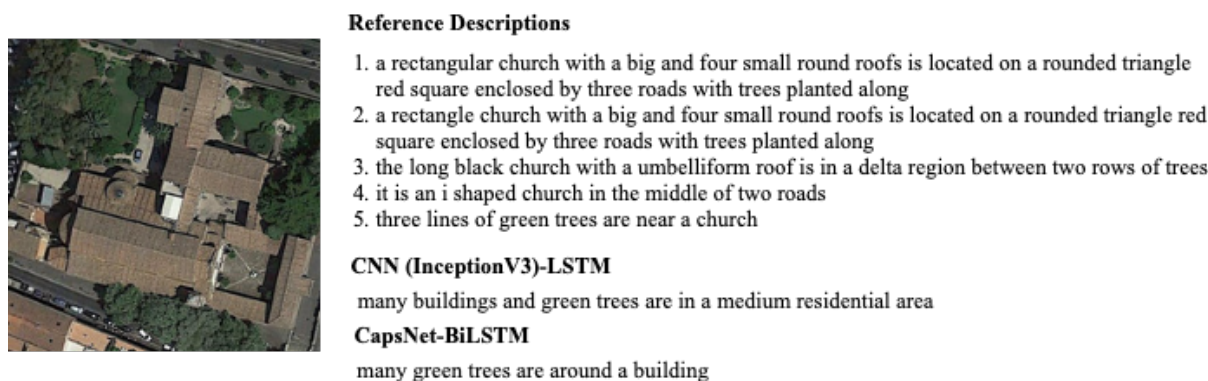 Reference Descriptions
1. a rectangular church with a big and four small round roofs is located on a rounded triangle
red square enclosed by three roads with trees planted along
2. a rectangle church with a big and four small round roofs is located on a rounded triangle red
square enclosed by three roads with trees planted along
3. the long black church with a umbelliform roof is in a delta region between two rows of trees
4. it is an i shaped church in the middle of two roads
5. three lines of green trees are near a church
CNN (InceptionV3)-LSTM
many buildings and green trees are in a medium residential area
CapsNet-BiLSTM
many green trees are around a building